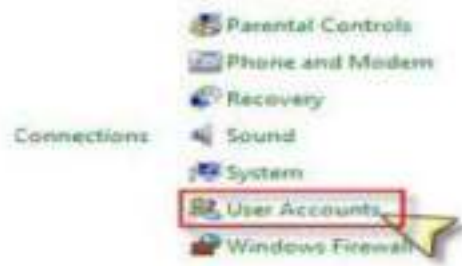 Parental Controls
Phone and Modem
Recovery
Connections Sound
System
User Accounts
Windows Firewall